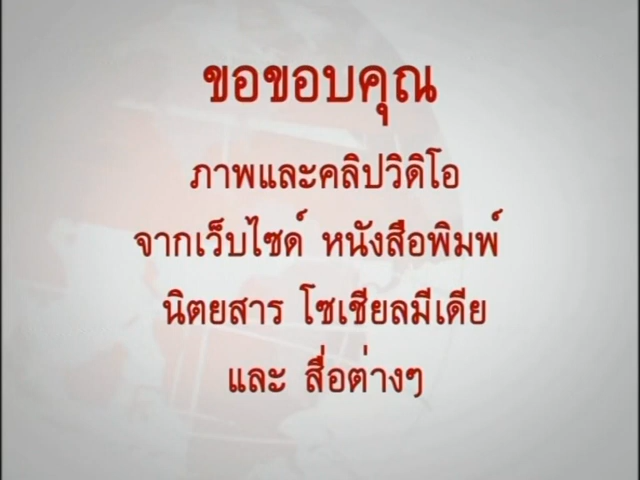 ขอขอบคุณ
ภาพและคลิปวิดิโอ
จากเว็บไซด์ หนังสือพิมพ์
นิตยสาร โซเชียลมีเดีย
และ สื่อต่างๆ